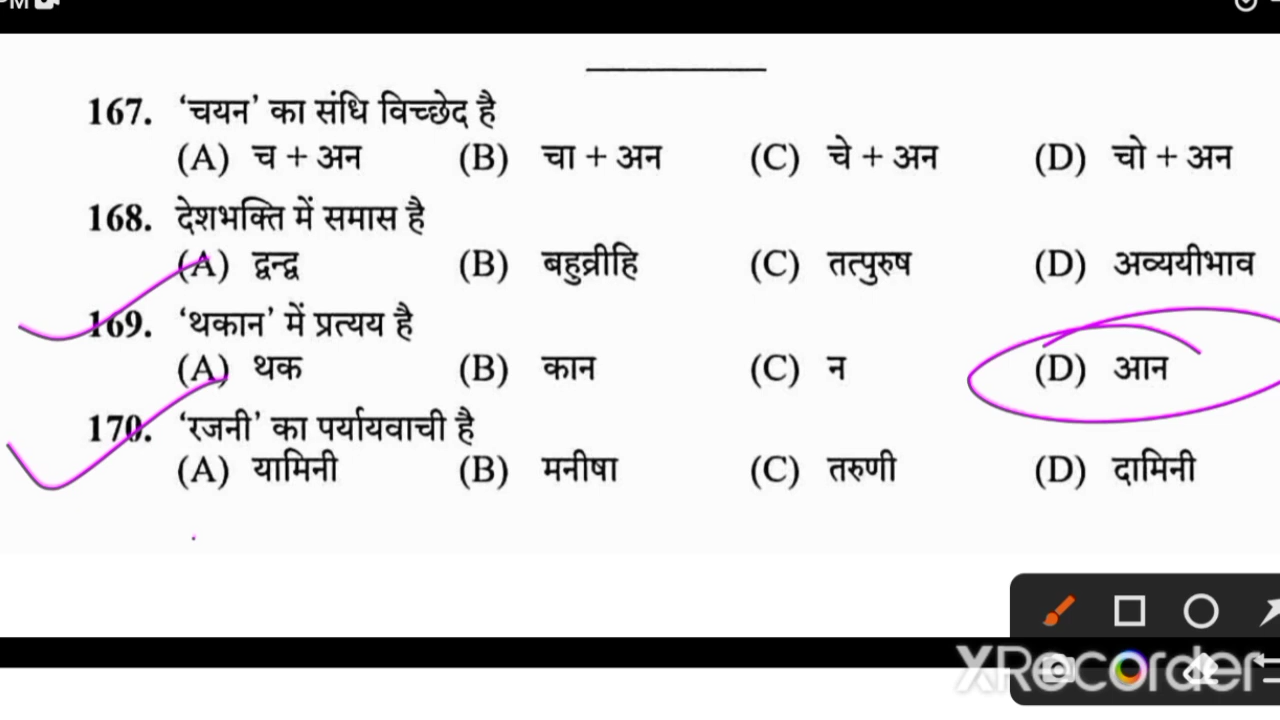 PM
167. ‘चयन’ का संधि विच्छेद है
(A) च + अन (B) चा + अन (C) चे + अन (D) चो + अन
168. देशभक्ति में समास है
(A) द्वन्द्व (B) बहुव्रीहि (C) तत्पुरुष (D) अव्ययीभाव
169. ‘थकान’ में प्रत्यय है
(A) थक (B) कान (C) न (D) आन
170. ‘रजनी’ का पर्यायवाची है
(A) यामिनी (B) मनीषा (C) तरुणी (D) दामिनी
XRecorder